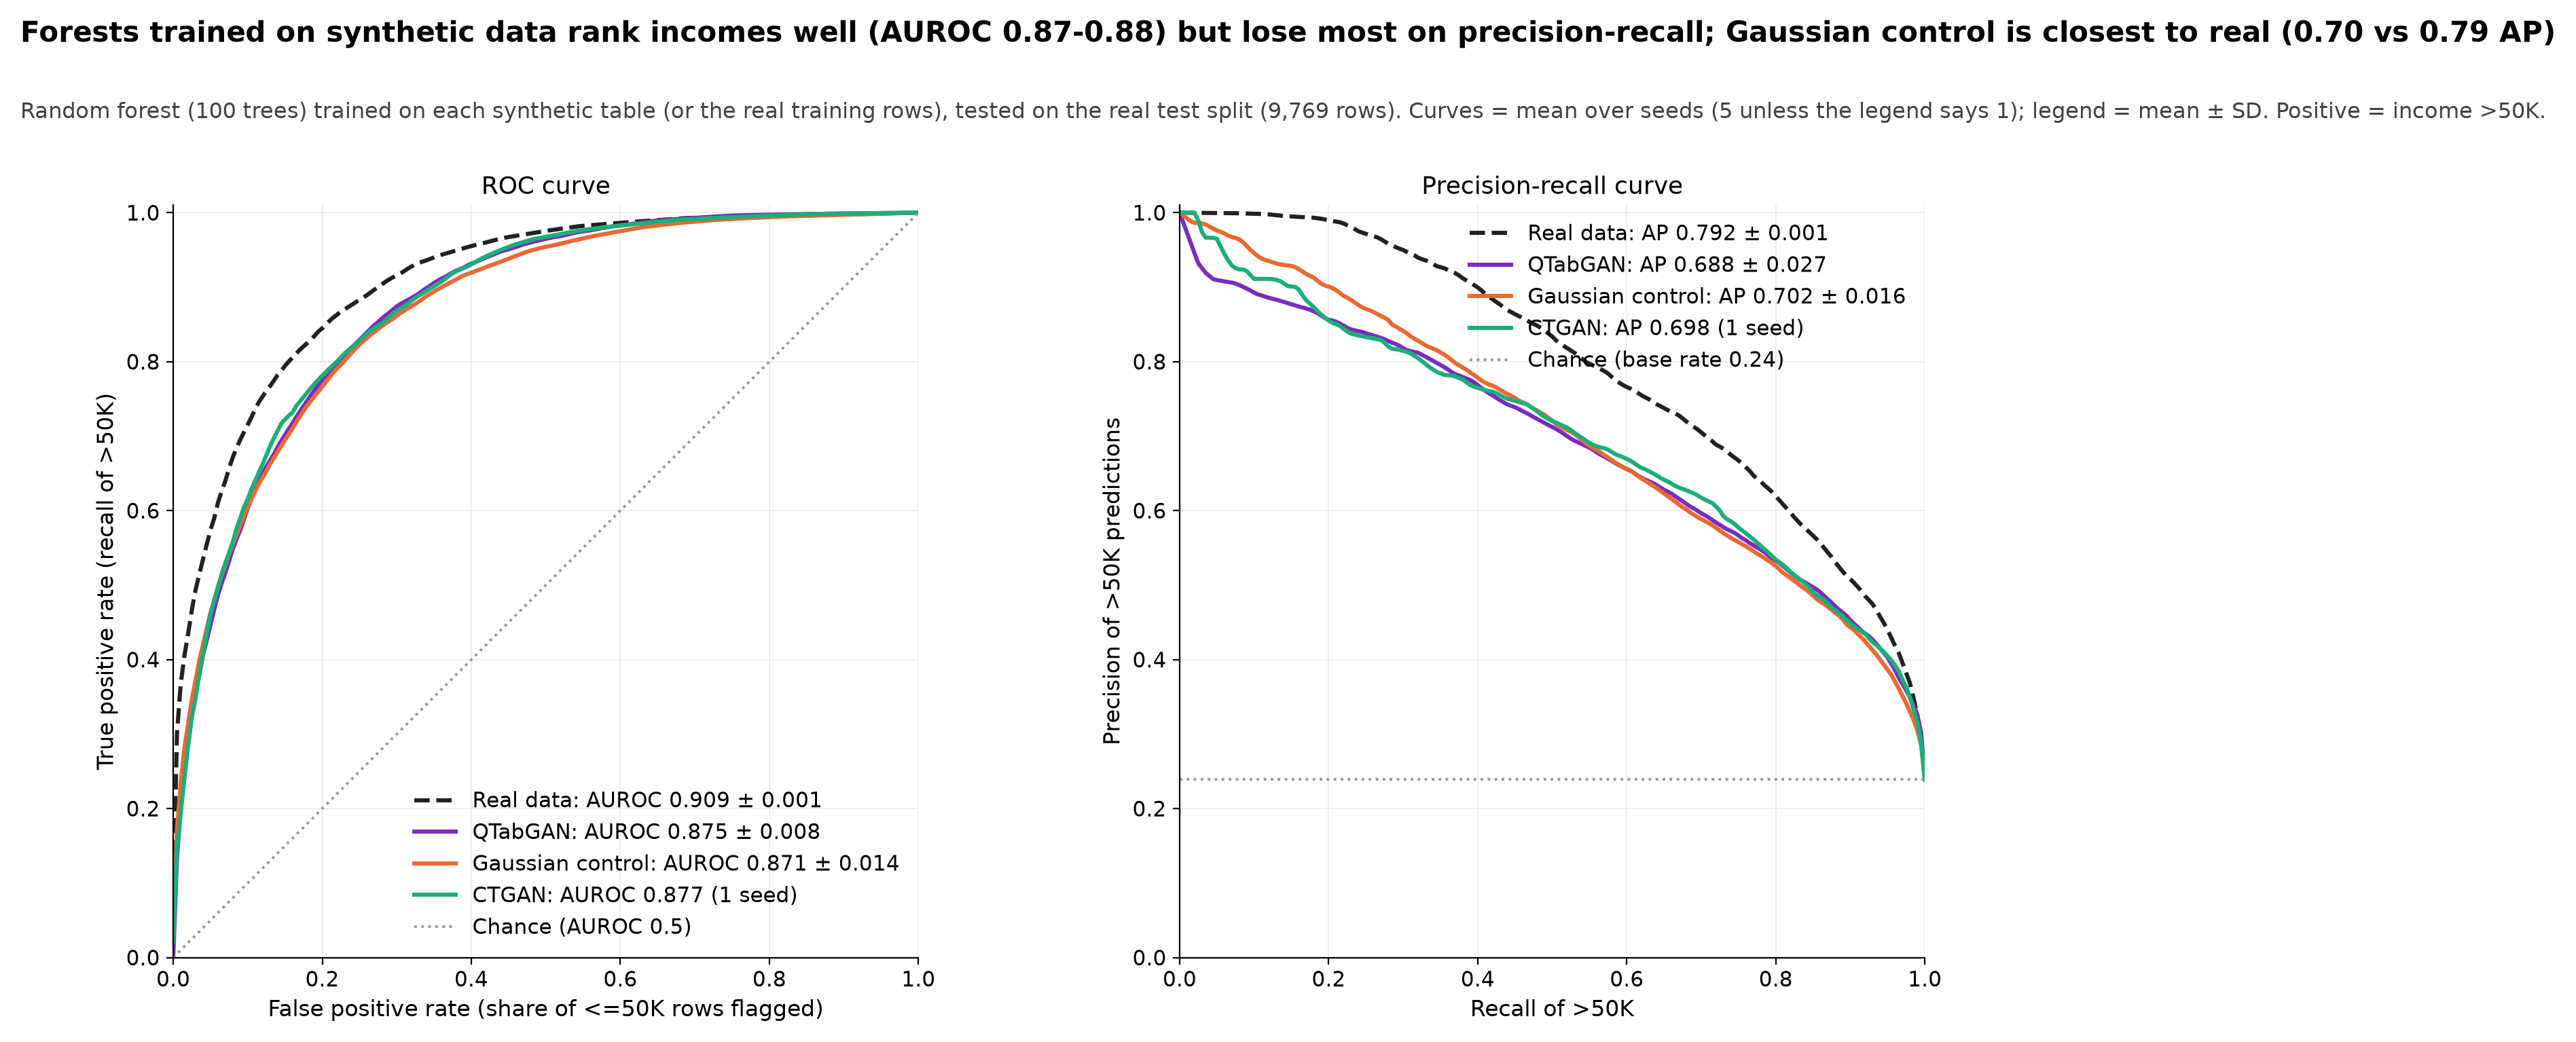 Forests trained on synthetic data rank incomes well (AUROC 0.87-0.88) but lose most on precision-recall; Gaussian control is closest to real (0.70 vs 0.79 AP)
Random forest (100 trees) trained on each synthetic table (or the real training rows), tested on the real test split (9,769 rows). Curves = mean over seeds (5 unless the legend says 1); legend = mean ± SD. Positive = income >50K.
ROC curve
True positive rate (recall of >50K)
1.0
0.8
0.6
0.4
0.2
0.0
Real data: AUROC 0.909 ± 0.001
QTabGAN: AUROC 0.875 ± 0.008
Gaussian control: AUROC 0.871 ± 0.014
CTGAN: AUROC 0.877 (1 seed)
Chance (AUROC 0.5)
0.0 0.2 0.4 0.6 0.8 1.0
False positive rate (share of <=50K rows flagged)
Precision-recall curve
Precision of >50K predictions
1.0
0.8
0.6
0.4
0.2
0.0
Real data: AP 0.792 ± 0.001
QTabGAN: AP 0.688 ± 0.027
Gaussian control: AP 0.702 ± 0.016
CTGAN: AP 0.698 (1 seed)
Chance (base rate 0.24)
0.0 0.2 0.4 0.6 0.8 1.0
Recall of >50K